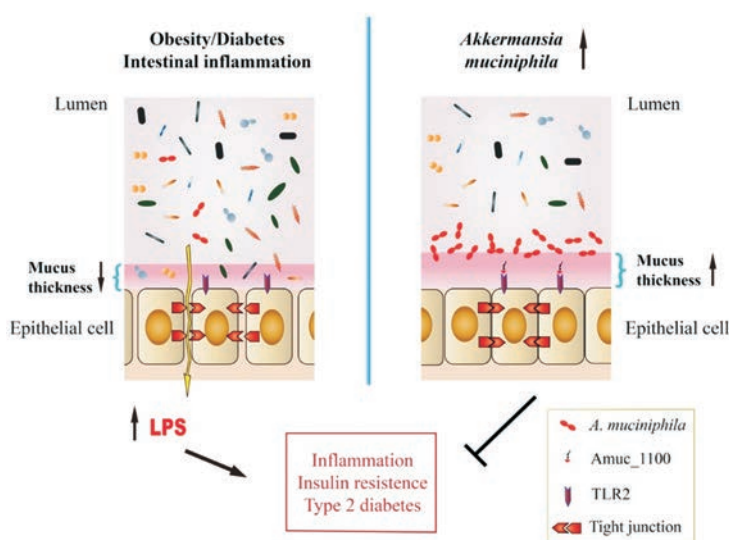 Obesity/Diabetes
Intestinal inflammation
Lumen
Mucus
thickness
Epithelial cell
LPS
Akkermansia
muciniphila
Lumen
Mucus
thickness
Epithelial cell
Inflammation
Insulin resistence
Type 2 diabetes
A. muciniphila
Amuc_1100
TLR2
Tight junction